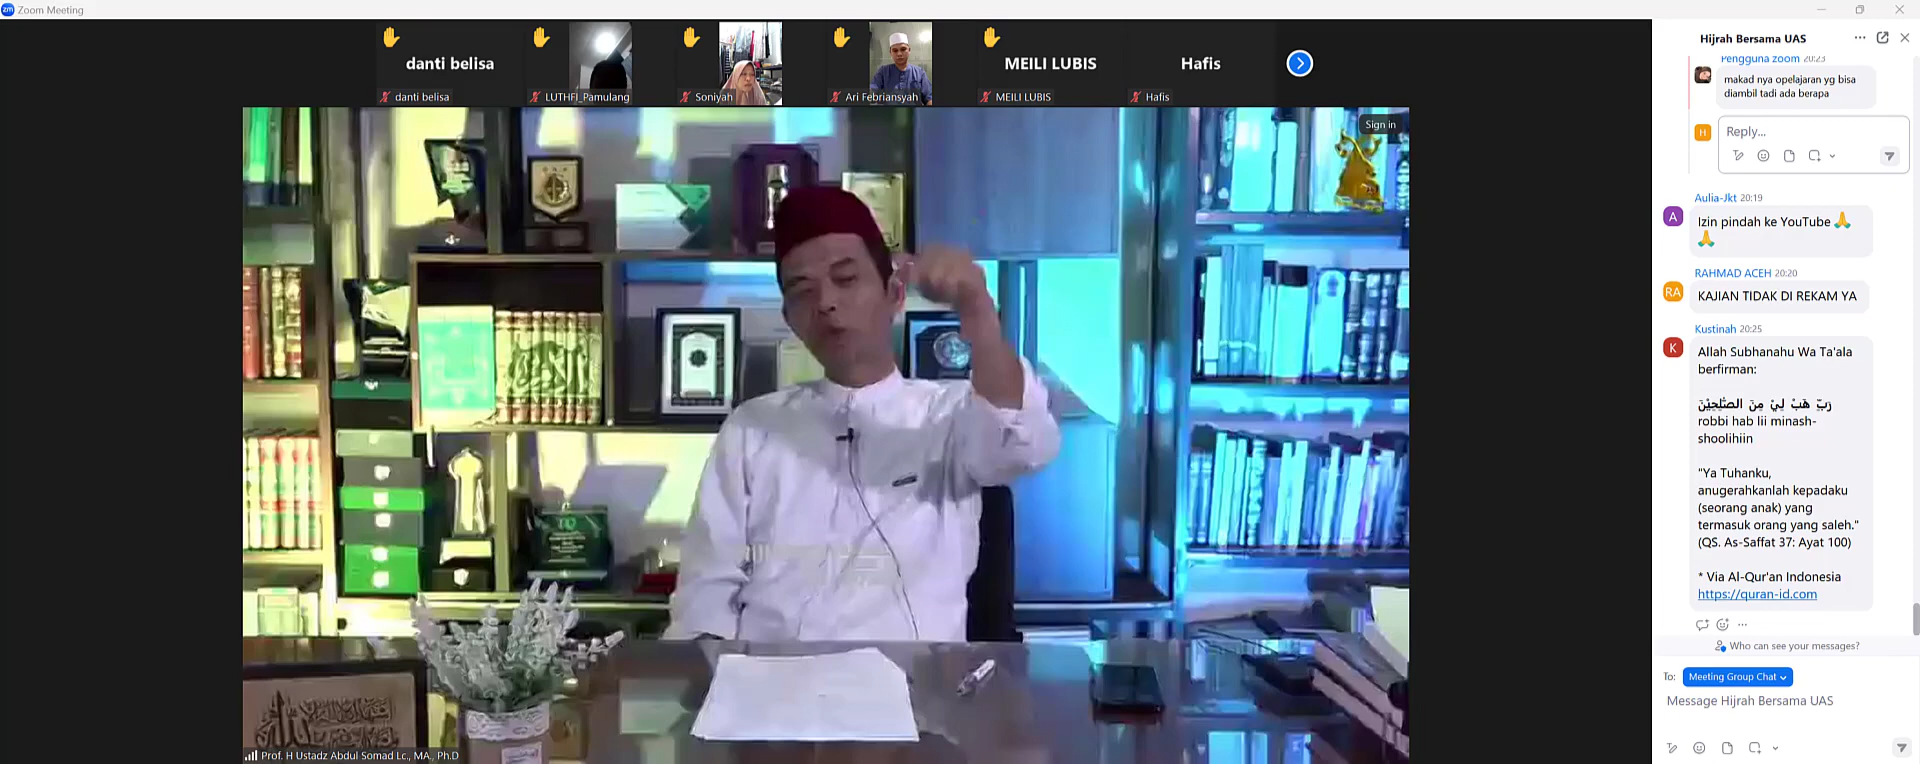 Zoom Meeting
danti belisa
MEILI LUBIS
Hafis
danti belisa
LUTHFI_Pamulang
Soniyah
Ari Febriansyah
MEILI LUBIS
Hafis
Sign in
Prof. H Ustadz Abdul Somad Lc., MA., Ph.D
Hijrah Bersama UAS
Pengguna zoom 20:23
makad nya opelajaran yg bisa
diambil tadi ada berapa
H
Reply...
Aulia-Jkt 20:19
A
Izin pindah ke YouTube 🙏
🙏
RAHMAD ACEH 20:20
RA
KAJIAN TIDAK DI REKAM YA
Kustinah 20:25
K
Allah Subhanahu Wa Ta'ala
berfirman:
رَبِّ هَبْ لِيْ مِنَ الصّٰلِحِيْنَ
robbi hab lii minash-
shoolihiin
"Ya Tuhanku,
anugerahkanlah kepadaku
(seorang anak) yang
termasuk orang yang saleh."
(QS. As-Saffat 37: Ayat 100)
* Via Al-Qur'an Indonesia
https://quran-id.com
Who can see your messages?
To: Meeting Group Chat
Message Hijrah Bersama UAS